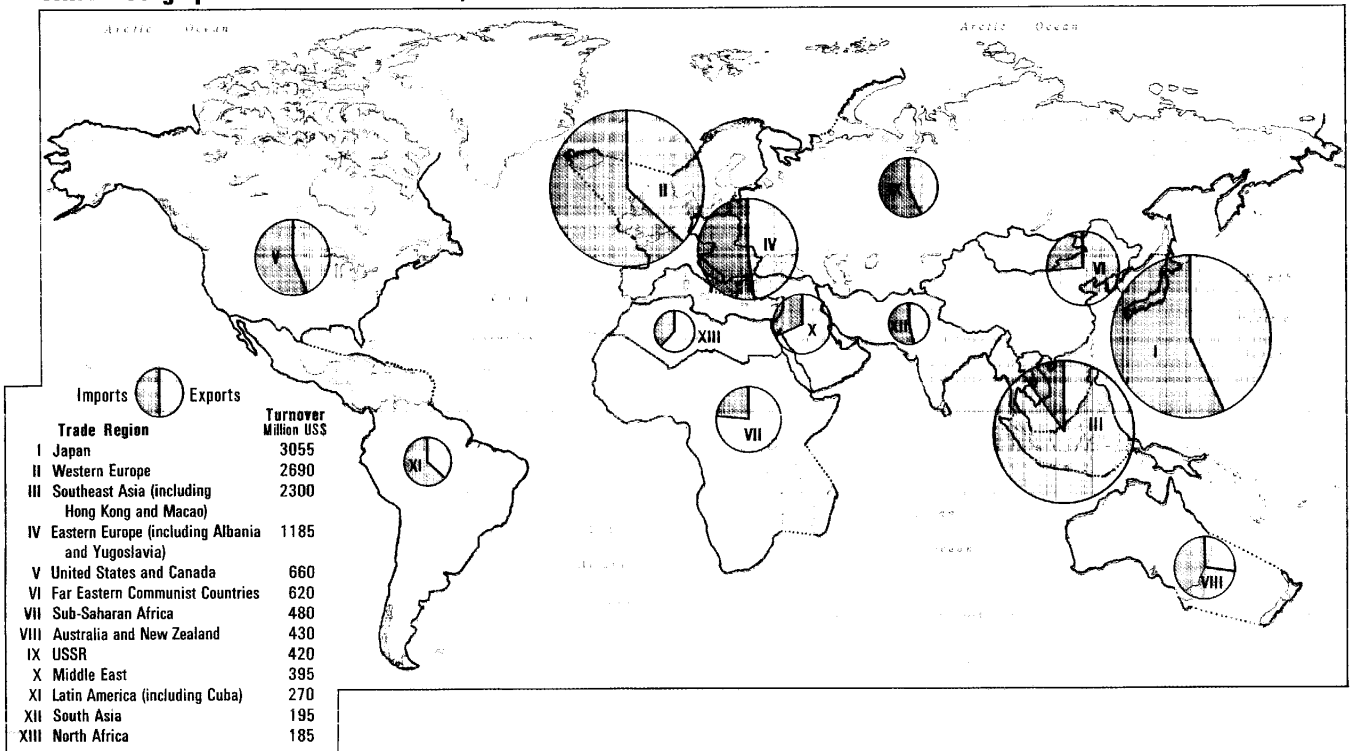 Arctic Ocean
Arctic Ocean
II
IX
V
IV
VI
XIII
X
XII
I
Imports Exports
VII
III
XI
Trade Region
Turnover
Million US$
I Japan 3055
II Western Europe 2690
III Southeast Asia (including
Hong Kong and Macao) 2300
IV Eastern Europe (including Albania 1185
and Yugoslavia)
V United States and Canada 660
VI Far Eastern Communist Countries 620
VII Sub-Saharan Africa 480
VIII Australia and New Zealand 430
IX USSR 420
X Middle East 395
XI Latin America (including Cuba) 270
XII South Asia 195
XIII North Africa 185
VIII